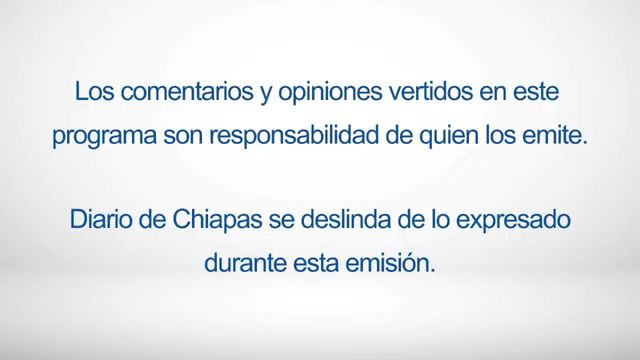 Los comentarios y opiniones vertidos en este
programa son responsabilidad de quien los emite.
Diario de Chiapas se deslinda de lo expresado
durante esta emisión.